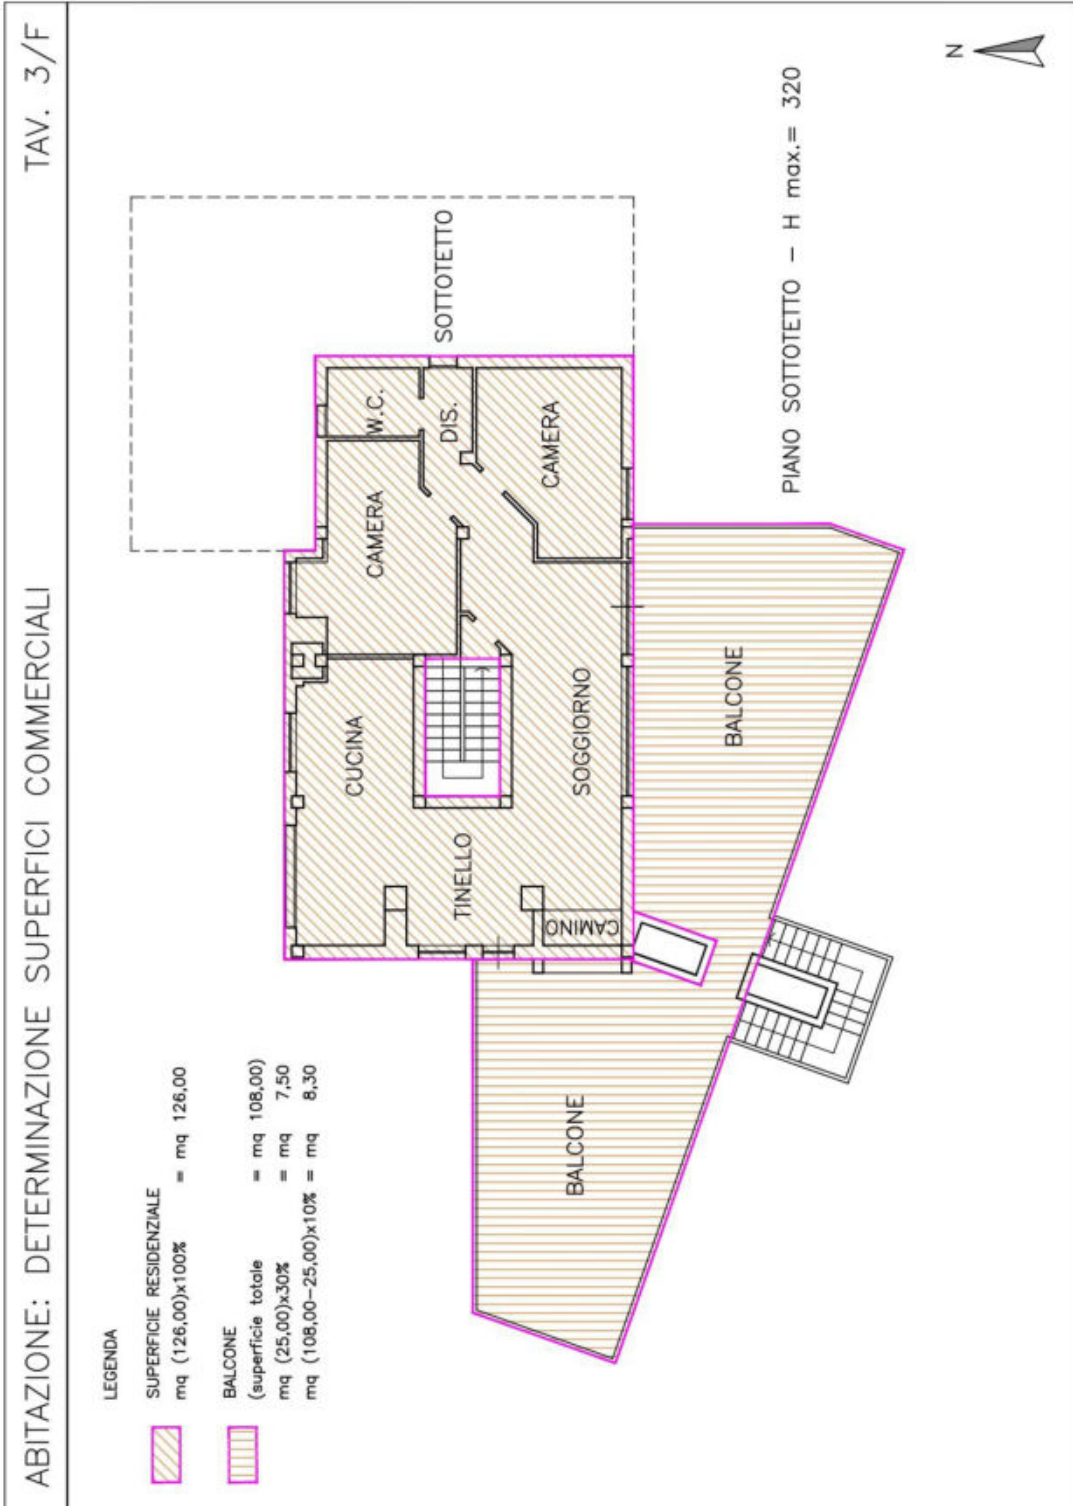 ABITAZIONE: DETERMINAZIONE SUPERFICI COMMERCIALI TAV. 3/F
LEGENDA
SUPERFICIE RESIDENZIALE
mq (126,00)x100% = mq 126,00
BALCONE
(superficie totale = mq 108,00)
mq (25,00)x30% = mq 7,50
mq (108,00-25,00)x10% = mq 8,30
CUCINA
CAMERA
W.C.
TINELLO
DIS.
SOTTOTETTO
CAMINO
SOGGIORNO
CAMERA
BALCONE
BALCONE
PIANO SOTTOTETTO - H max.= 320
N